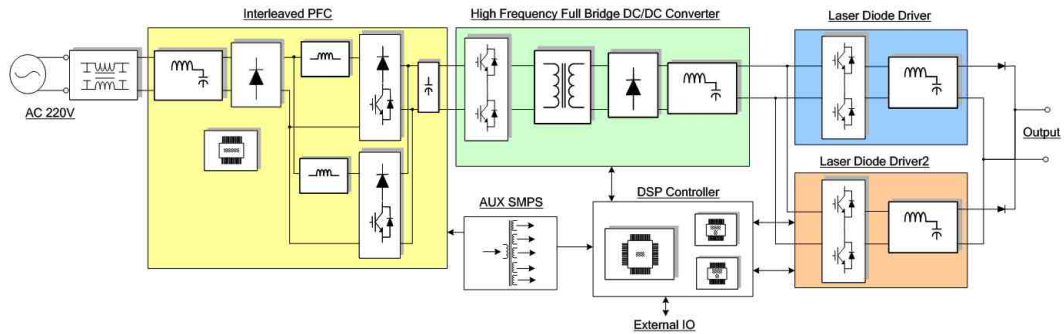 Interleaved PFC
High Frequency Full Bridge DC/DC Converter
Laser Diode Driver
AC 220V
Output
Laser Diode Driver2
AUX SMPS
DSP Controller
External IO